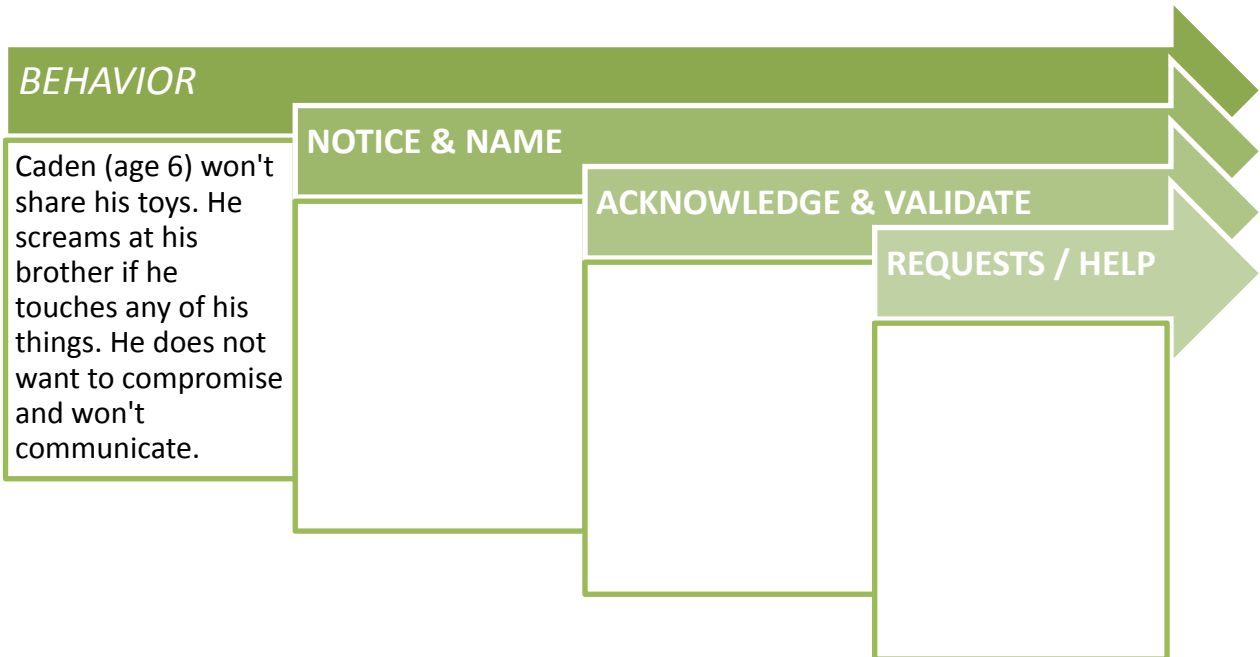 BEHAVIOR
Caden (age 6) won't
share his toys. He
screams at his
brother if he
touches any of his
things. He does not
want to compromise
and won't
communicate.
NOTICE & NAME
ACKNOWLEDGE & VALIDATE
REQUESTS / HELP